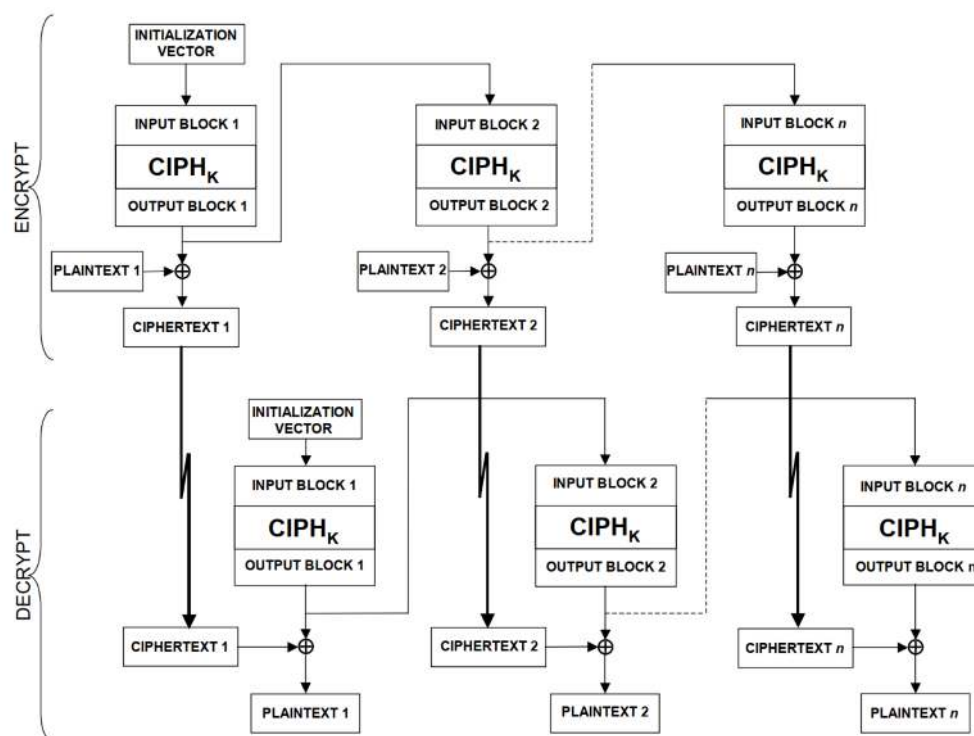 ENCRYPT
INITIALIZATION
VECTOR
INPUT BLOCK 1
INPUT BLOCK 2
INPUT BLOCK n
CIPHK
CIPHK
CIPHK
OUTPUT BLOCK 1
OUTPUT BLOCK 2
OUTPUT BLOCK n
PLAINTEXT 1
PLAINTEXT 2
PLAINTEXT n
CIPHERTEXT 1
CIPHERTEXT 2
CIPHERTEXT n
DECRYPT
INITIALIZATION
VECTOR
INPUT BLOCK 1
INPUT BLOCK 2
INPUT BLOCK n
CIPHK
CIPHK
CIPHK
OUTPUT BLOCK 1
OUTPUT BLOCK 2
OUTPUT BLOCK n
CIPHERTEXT 1
CIPHERTEXT 2
CIPHERTEXT n
PLAINTEXT 1
PLAINTEXT 2
PLAINTEXT n